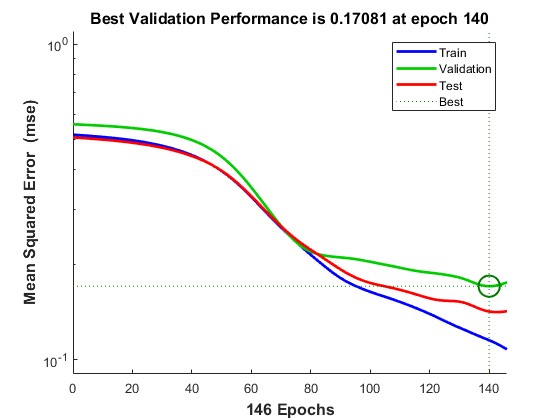 Best Validation Performance is 0.17081 at epoch 140
Mean Squared Error (mse)
10^0
10^-1
Train
Validation
Test
Best
0 20 40 60 80 100 120 140
146 Epochs